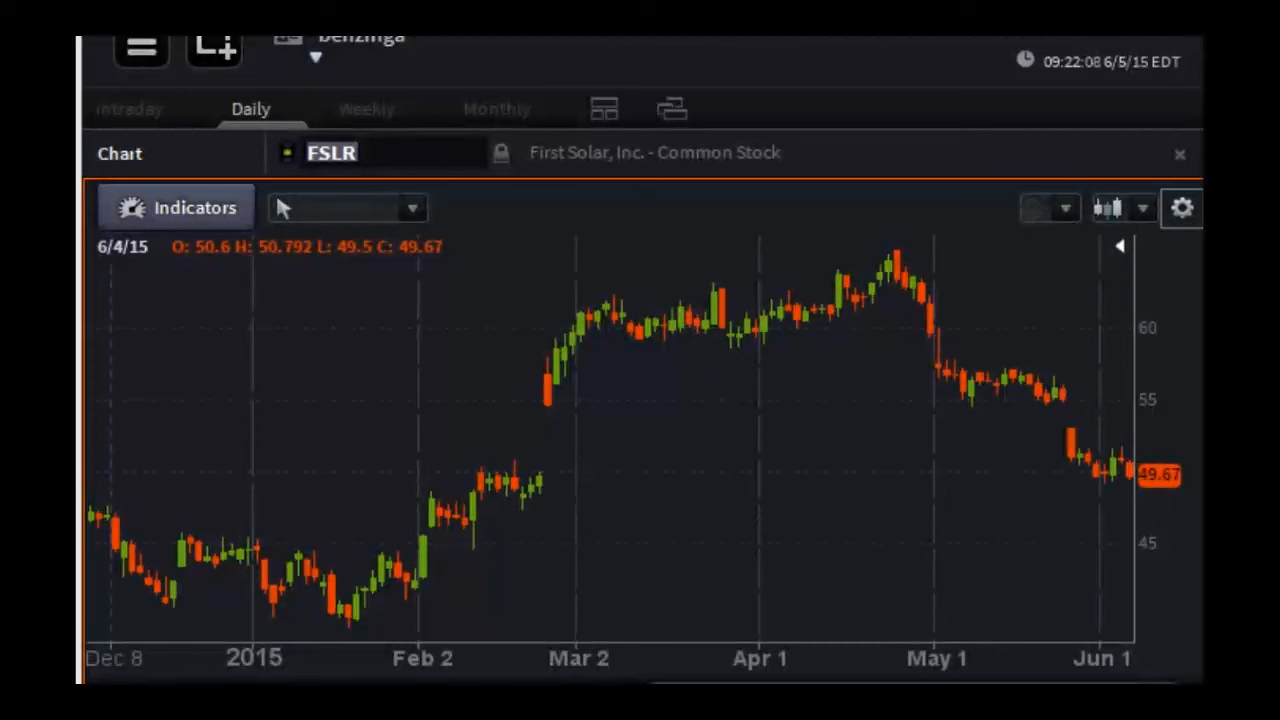 benzinga
09:22:08 6/5/15 EDT
Intraday Daily Weekly Monthly
Chart FSLR First Solar, Inc. - Common Stock
Indicators
6/4/15 O: 50.6 H: 50.792 L: 49.5 C: 49.67
60
55
49.67
45
Dec 8 2015 Feb 2 Mar 2 Apr 1 May 1 Jun 1